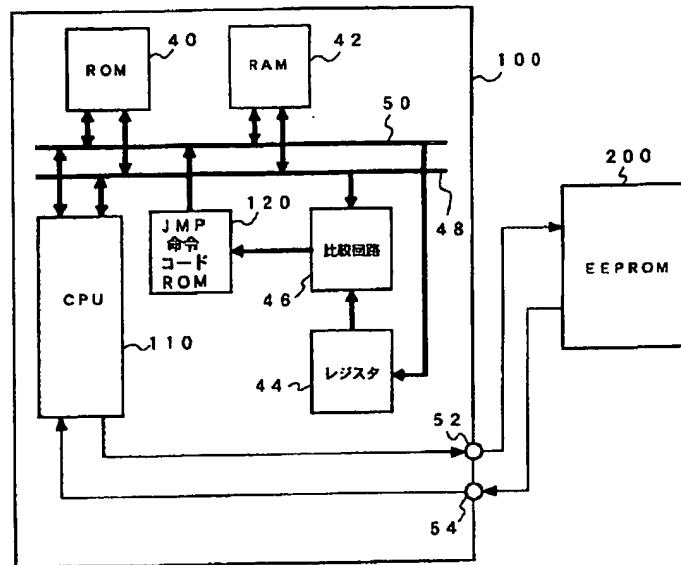 40
ROM
42
RAM
100
50
200
48
EEPROM
120
JMP
命令
コード
ROM
比較回路
46
CPU
110
レジスタ
44
52
54